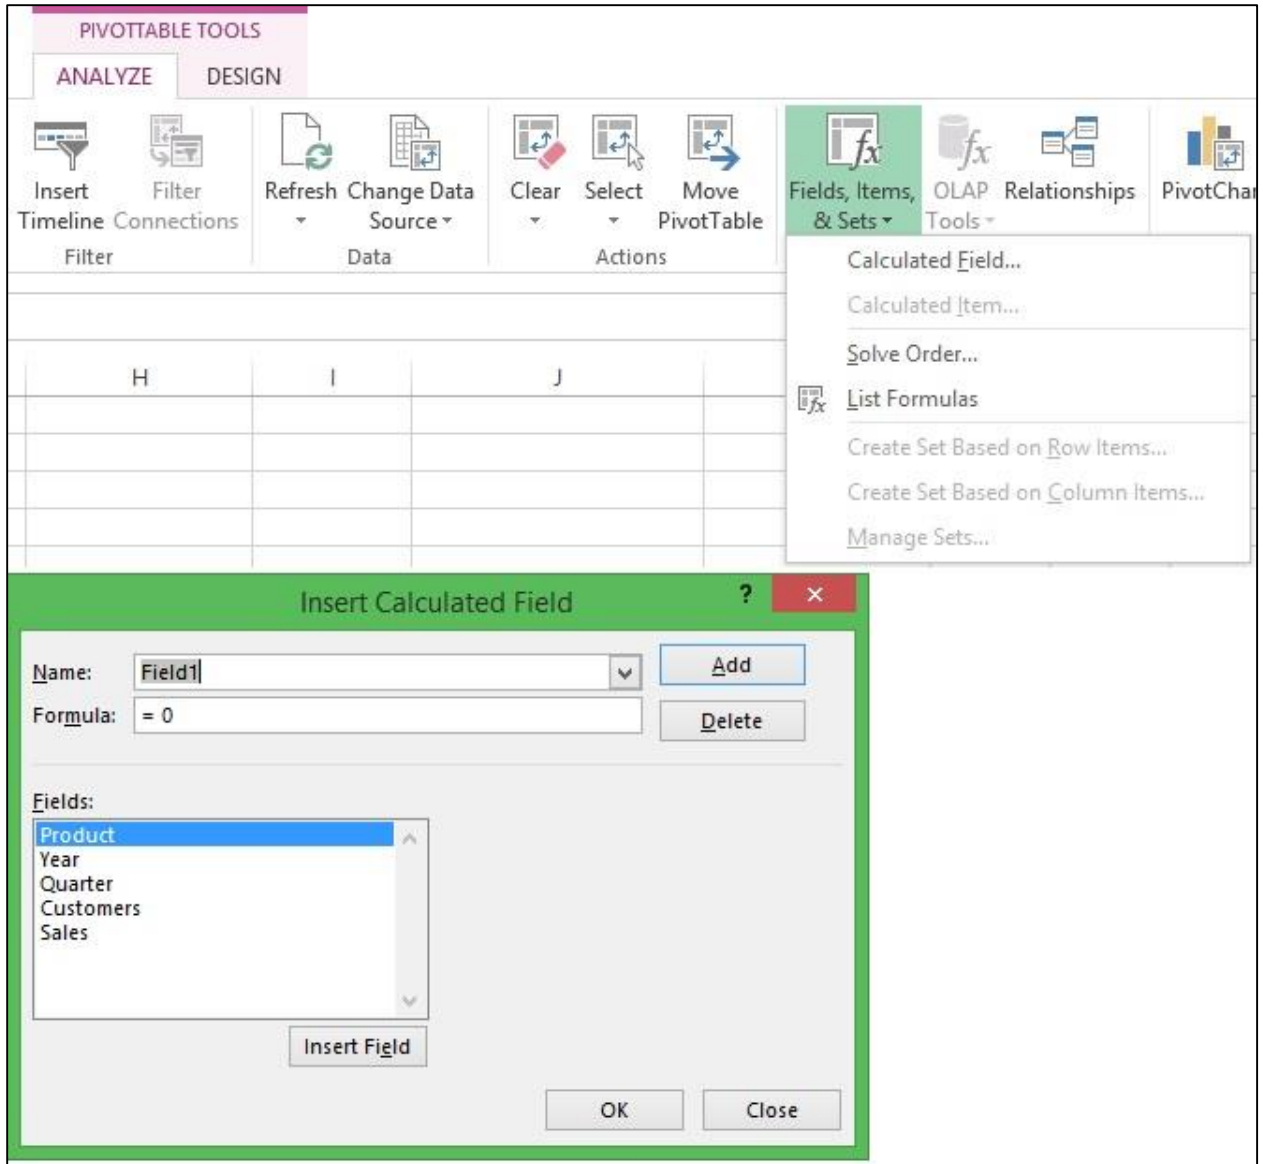 PIVOTTABLE TOOLS
ANALYZE DESIGN
Insert Timeline
Filter Connections
Filter
Refresh
Change Data Source
Data
Clear
Select
Move PivotTable
Actions
fx
Fields, Items, & Sets
fx
OLAP Tools
Relationships
PivotChar
Calculated Field...
Calculated Item...
Solve Order...
fx List Formulas
Create Set Based on Row Items...
Create Set Based on Column Items...
Manage Sets...
H I J
Insert Calculated Field ? ×
Name: Field1 Add
Formula: = 0 Delete
Fields:
Product
Year
Quarter
Customers
Sales
Insert Field
OK Close